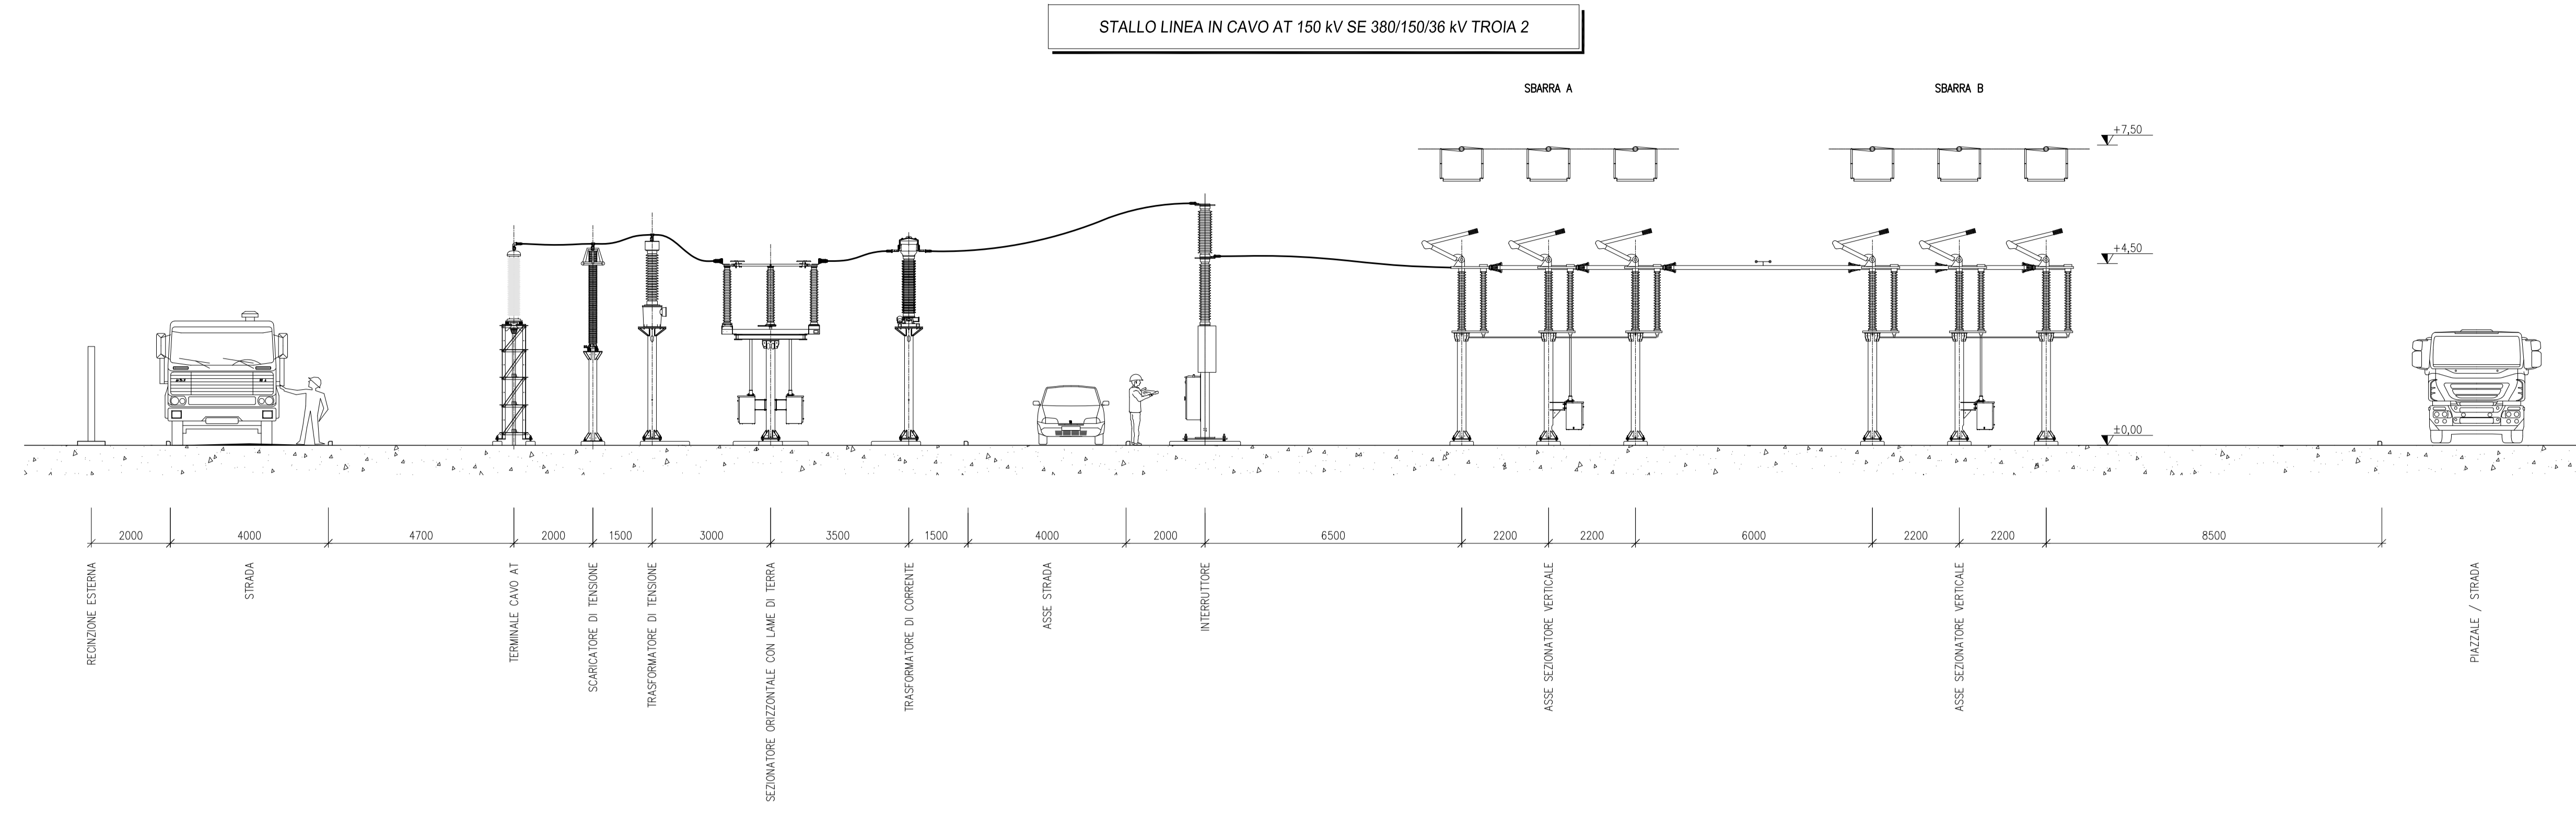 STALLO LINEA IN CAVO AT 150 kV SE 380/150/36 kV TROIA 2
SBARRA A
SBARRA B
+7,50
+4,50
±0,00
2000
4000
4700
2000
1500
3000
3500
1500
4000
2000
6500
2200
2200
6000
2200
2200
8500
RECINZIONE ESTERNA
STRADA
TERMINALE CAVO AT
SCARICATORE DI TENSIONE
TRASFORMATORE DI TENSIONE
SEZIONATORE ORIZZONTALE CON LAME DI TERRA
TRASFORMATORE DI CORRENTE
ASSE STRADA
INTERRUTTORE
ASSE SEZIONATORE VERTICALE
ASSE SEZIONATORE VERTICALE
PIAZZALE / STRADA